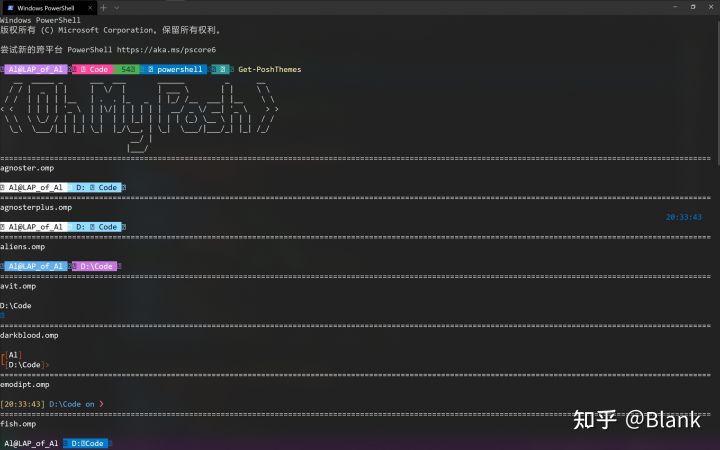 Windows PowerShell
Windows PowerShell
版权所有 (C) Microsoft Corporation。保留所有权利。
尝试新的跨平台 PowerShell https://aka.ms/pscore6
Al@LAP_of_Al Code 54 powershell Get-PoshThemes
agnoster.omp
Al@LAP_of_Al D: Code
agnosterplus.omp
20:33:43
Al@LAP_of_Al D: Code
aliens.omp
Al@LAP_of_Al D:\Code
avit.omp
D:\Code
darkblood.omp
[Al]
[D:\Code]>
emodipt.omp
[20:33:43] D:\Code on ❯
fish.omp
Al@LAP_of_Al D: Code
知乎 @Blank